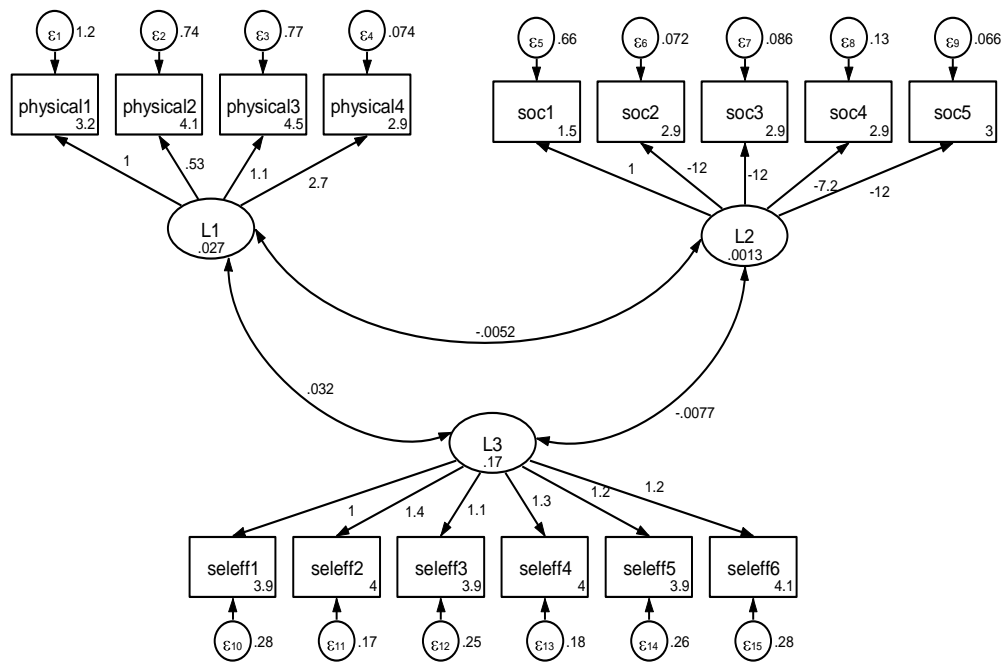 ε1 1.2 ε2 .74 ε3 .77 ε4 .074 ε5 .66 ε6 .072 ε7 .086 ε8 .13 ε9 .066
physical1 physical2 physical3 physical4 soc1 soc2 soc3 soc4 soc5
3.2 4.1 4.5 2.9 1.5 2.9 2.9 2.9 3
1 .53 1.1 2.7 1 -12 -12 -7.2 -12
L1 L2
.027 .0013
-.0052
.032 -.0077
L3
.17
1 1.4 1.1 1.3 1.2 1.2
seleff1 seleff2 seleff3 seleff4 seleff5 seleff6
3.9 4 3.9 4 3.9 4.1
ε10 .28 ε11 .17 ε12 .25 ε13 .18 ε14 .26 ε15 .28